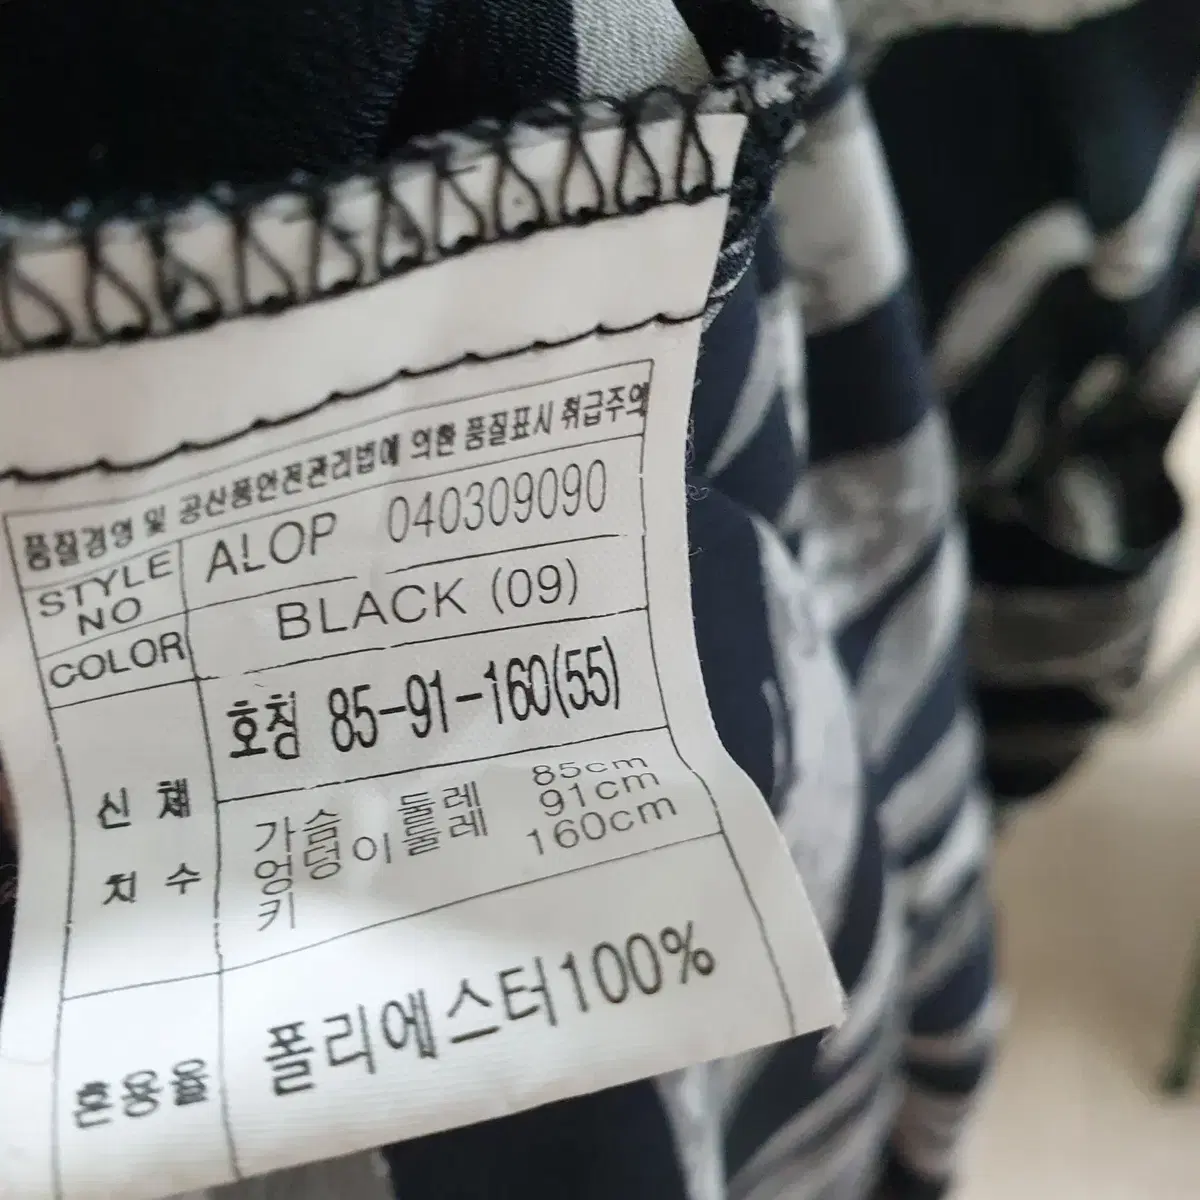 품질경영 및 공산품안전관리법에 의한 품질표시 취급주의
STYLE NO ALOP 040309090
COLOR BLACK (09)
호칭 85-91-160(55)
신체 치수
가슴 둘레 85cm
엉덩이 둘레 91cm
키 160cm
혼용율 폴리에스터100%